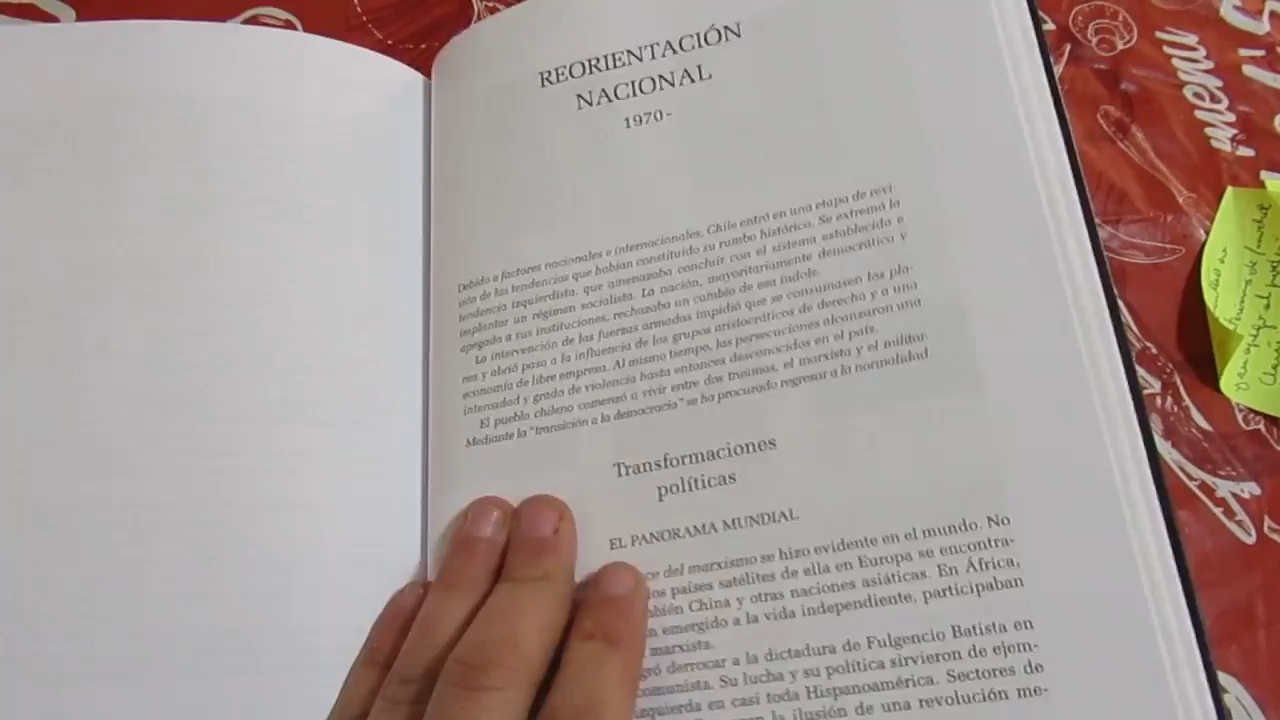 REORIENTACIÓN
NACIONAL
1970-
Debido a factores nacionales e internacionales, Chile entró en una etapa de revi-
sión de las tendencias que habían constituido su rumbo histórico. Se extremó la
tendencia izquierdista, que amenazaba concluir con el sistema establecido e
implantar un régimen socialista. La nación, mayoritariamente democrática y
apegada a sus instituciones, rechazaba un cambio de esa índole.
La intervención de las fuerzas armadas impidió que se consumasen los pla-
nes y abrió paso a la influencia de los grupos aristocráticos de derecha y a una
economía de libre empresa. Al mismo tiempo, las persecuciones alcanzaron una
intensidad y grado de violencia hasta entonces desconocidos en el país.
El pueblo chileno comenzó a vivir entre dos traumas, el marxista y el militar.
Mediante la "transición a la democracia" se ha procurado regresar a la normalidad.
Transformaciones
políticas
EL PANORAMA MUNDIAL
ce del marxismo se hizo evidente en el mundo. No
los países satélites de ella en Europa se encontra-
mbién China y otras naciones asiáticas. En África,
n emergido a la vida independiente, participaban
marxista.
gró derrocar a la dictadura de Fulgencio Batista en
comunista. Su lucha y su política sirvieron de ejem-
izquierda en casi toda Hispanoamérica. Sectores de
la ilusión de una revolución me-
menu